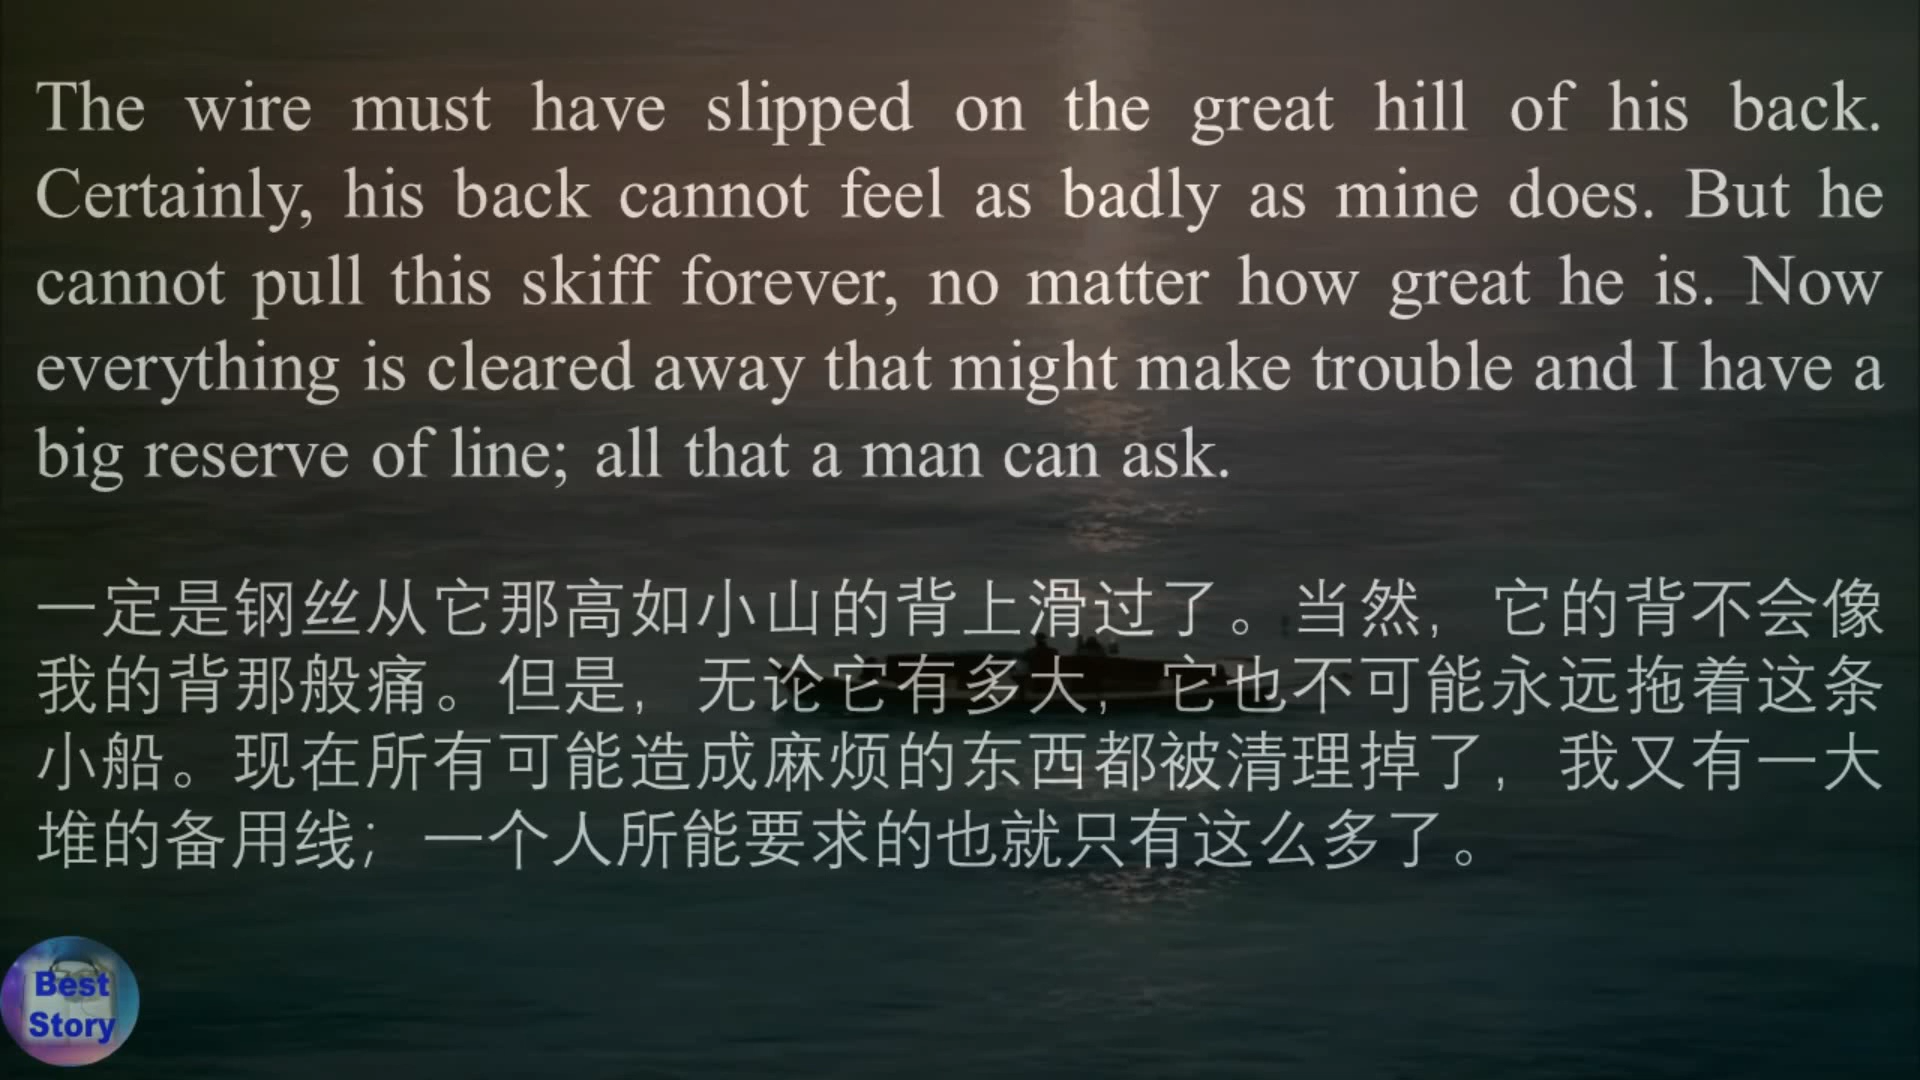 The wire must have slipped on the great hill of his back.
Certainly, his back cannot feel as badly as mine does. But he
cannot pull this skiff forever, no matter how great he is. Now
everything is cleared away that might make trouble and I have a
big reserve of line; all that a man can ask.
一定是钢丝从它那高如小山的背上滑过了。当然，它的背不会像
我的背那般痛。但是，无论它有多大，它也不可能永远拖着这条
小船。现在所有可能造成麻烦的东西都被清理掉了，我又有一大
堆的备用线；一个人所能要求的也就只有这么多了。
Best
Story